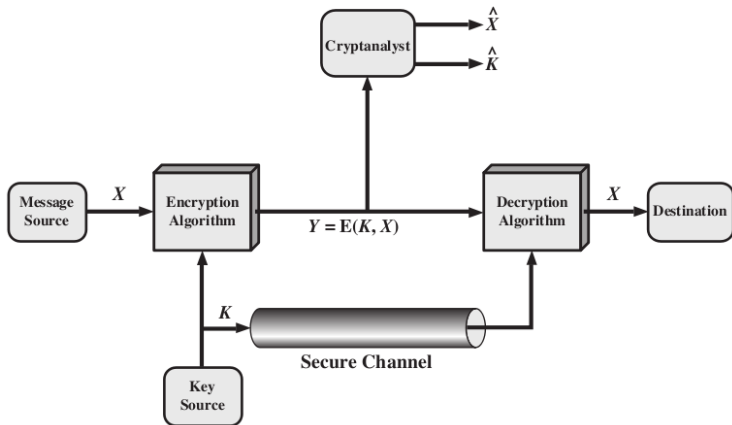 X̂
Cryptanalyst
K̂
Message
Source
X
Encryption
Algorithm
Y = E(K, X)
Decryption
Algorithm
X
Destination
K
Secure Channel
Key
Source